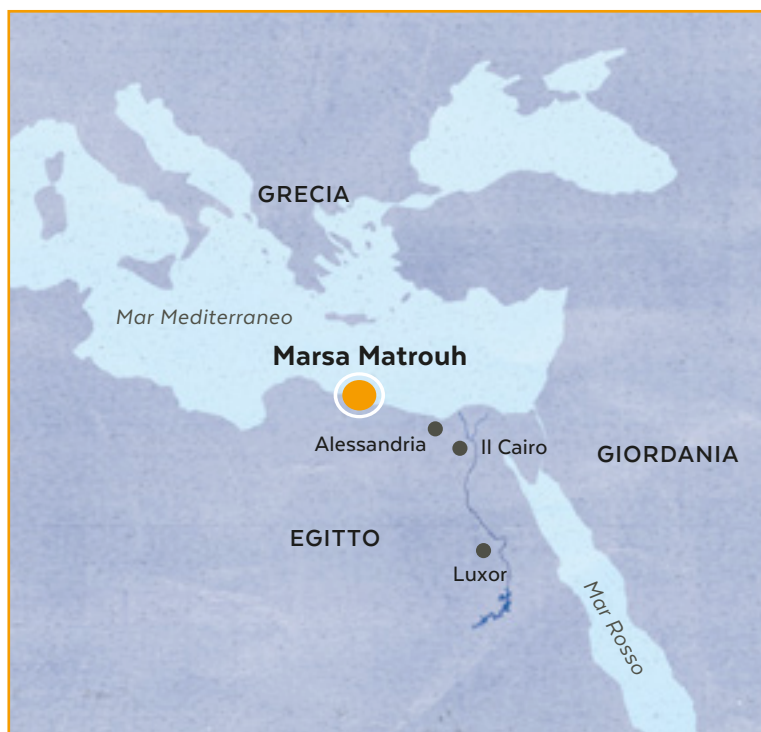 GRECIA
Mar Mediterraneo
Marsa Matrouh
Alessandria
Il Cairo
GIORDANIA
EGITTO
Luxor
Mar Rosso